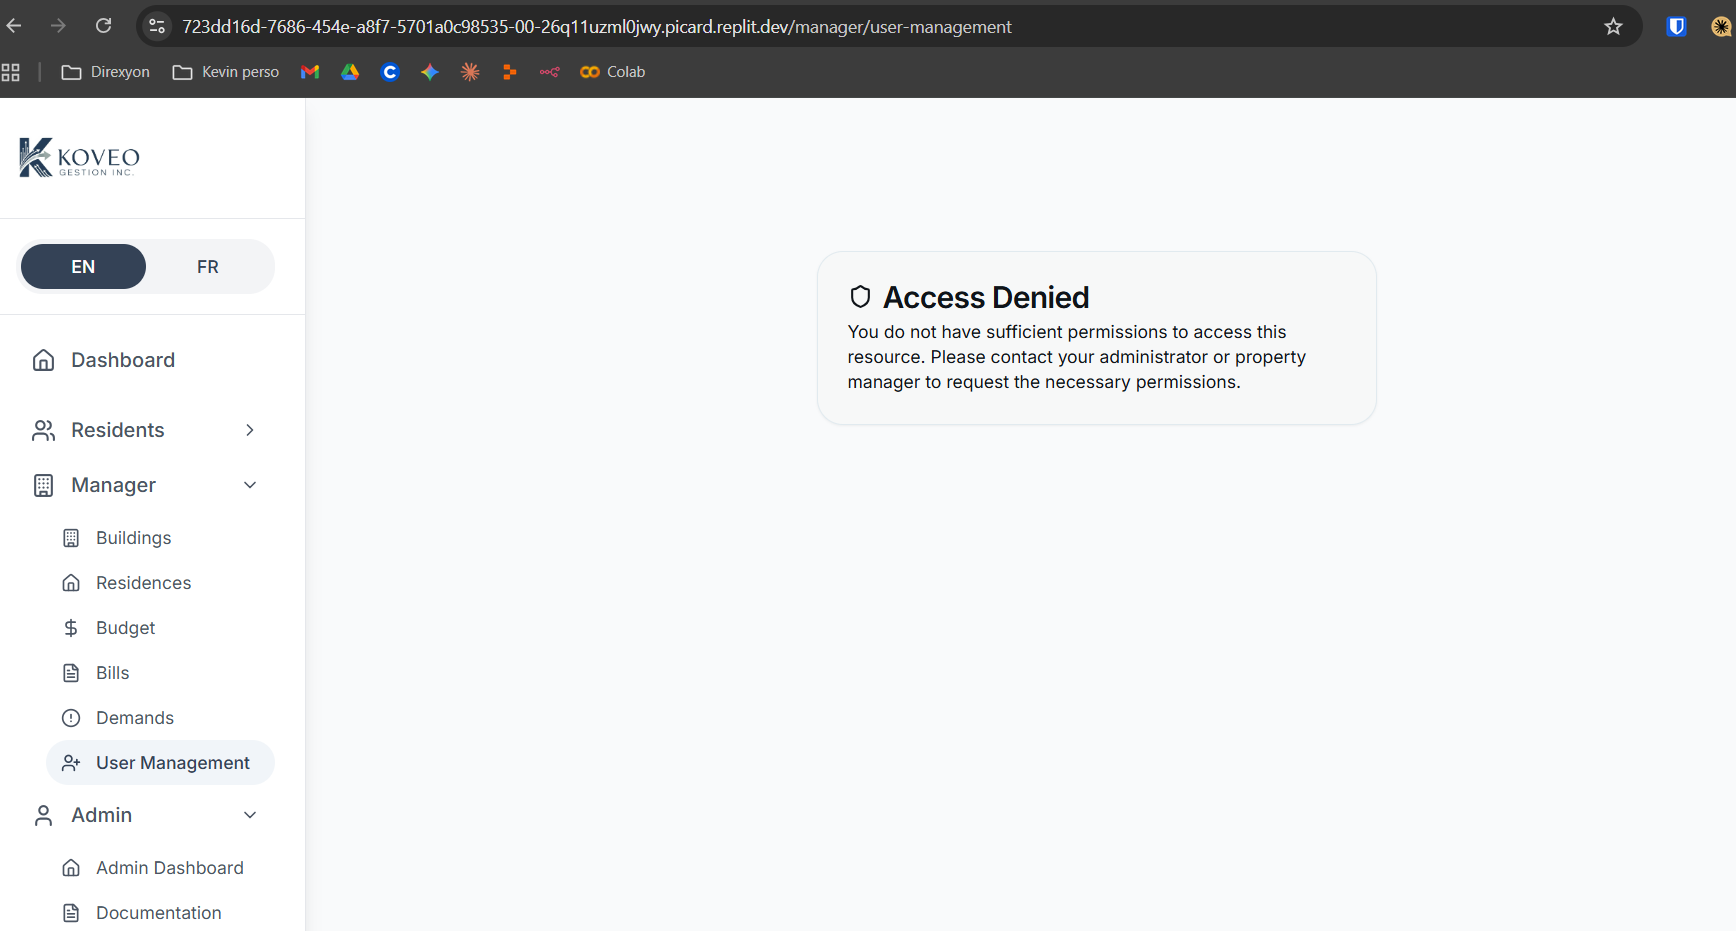 723dd16d-7686-454e-a8f7-5701a0c98535-00-26q11uzml0jwy.picard.replit.dev/manager/user-management
Direxyon
Kevin perso
Colab
KOVEO
GESTION INC.
EN
FR
Dashboard
Residents
Manager
Buildings
Residences
Budget
Bills
Demands
User Management
Admin
Admin Dashboard
Documentation
Access Denied
You do not have sufficient permissions to access this
resource. Please contact your administrator or property
manager to request the necessary permissions.